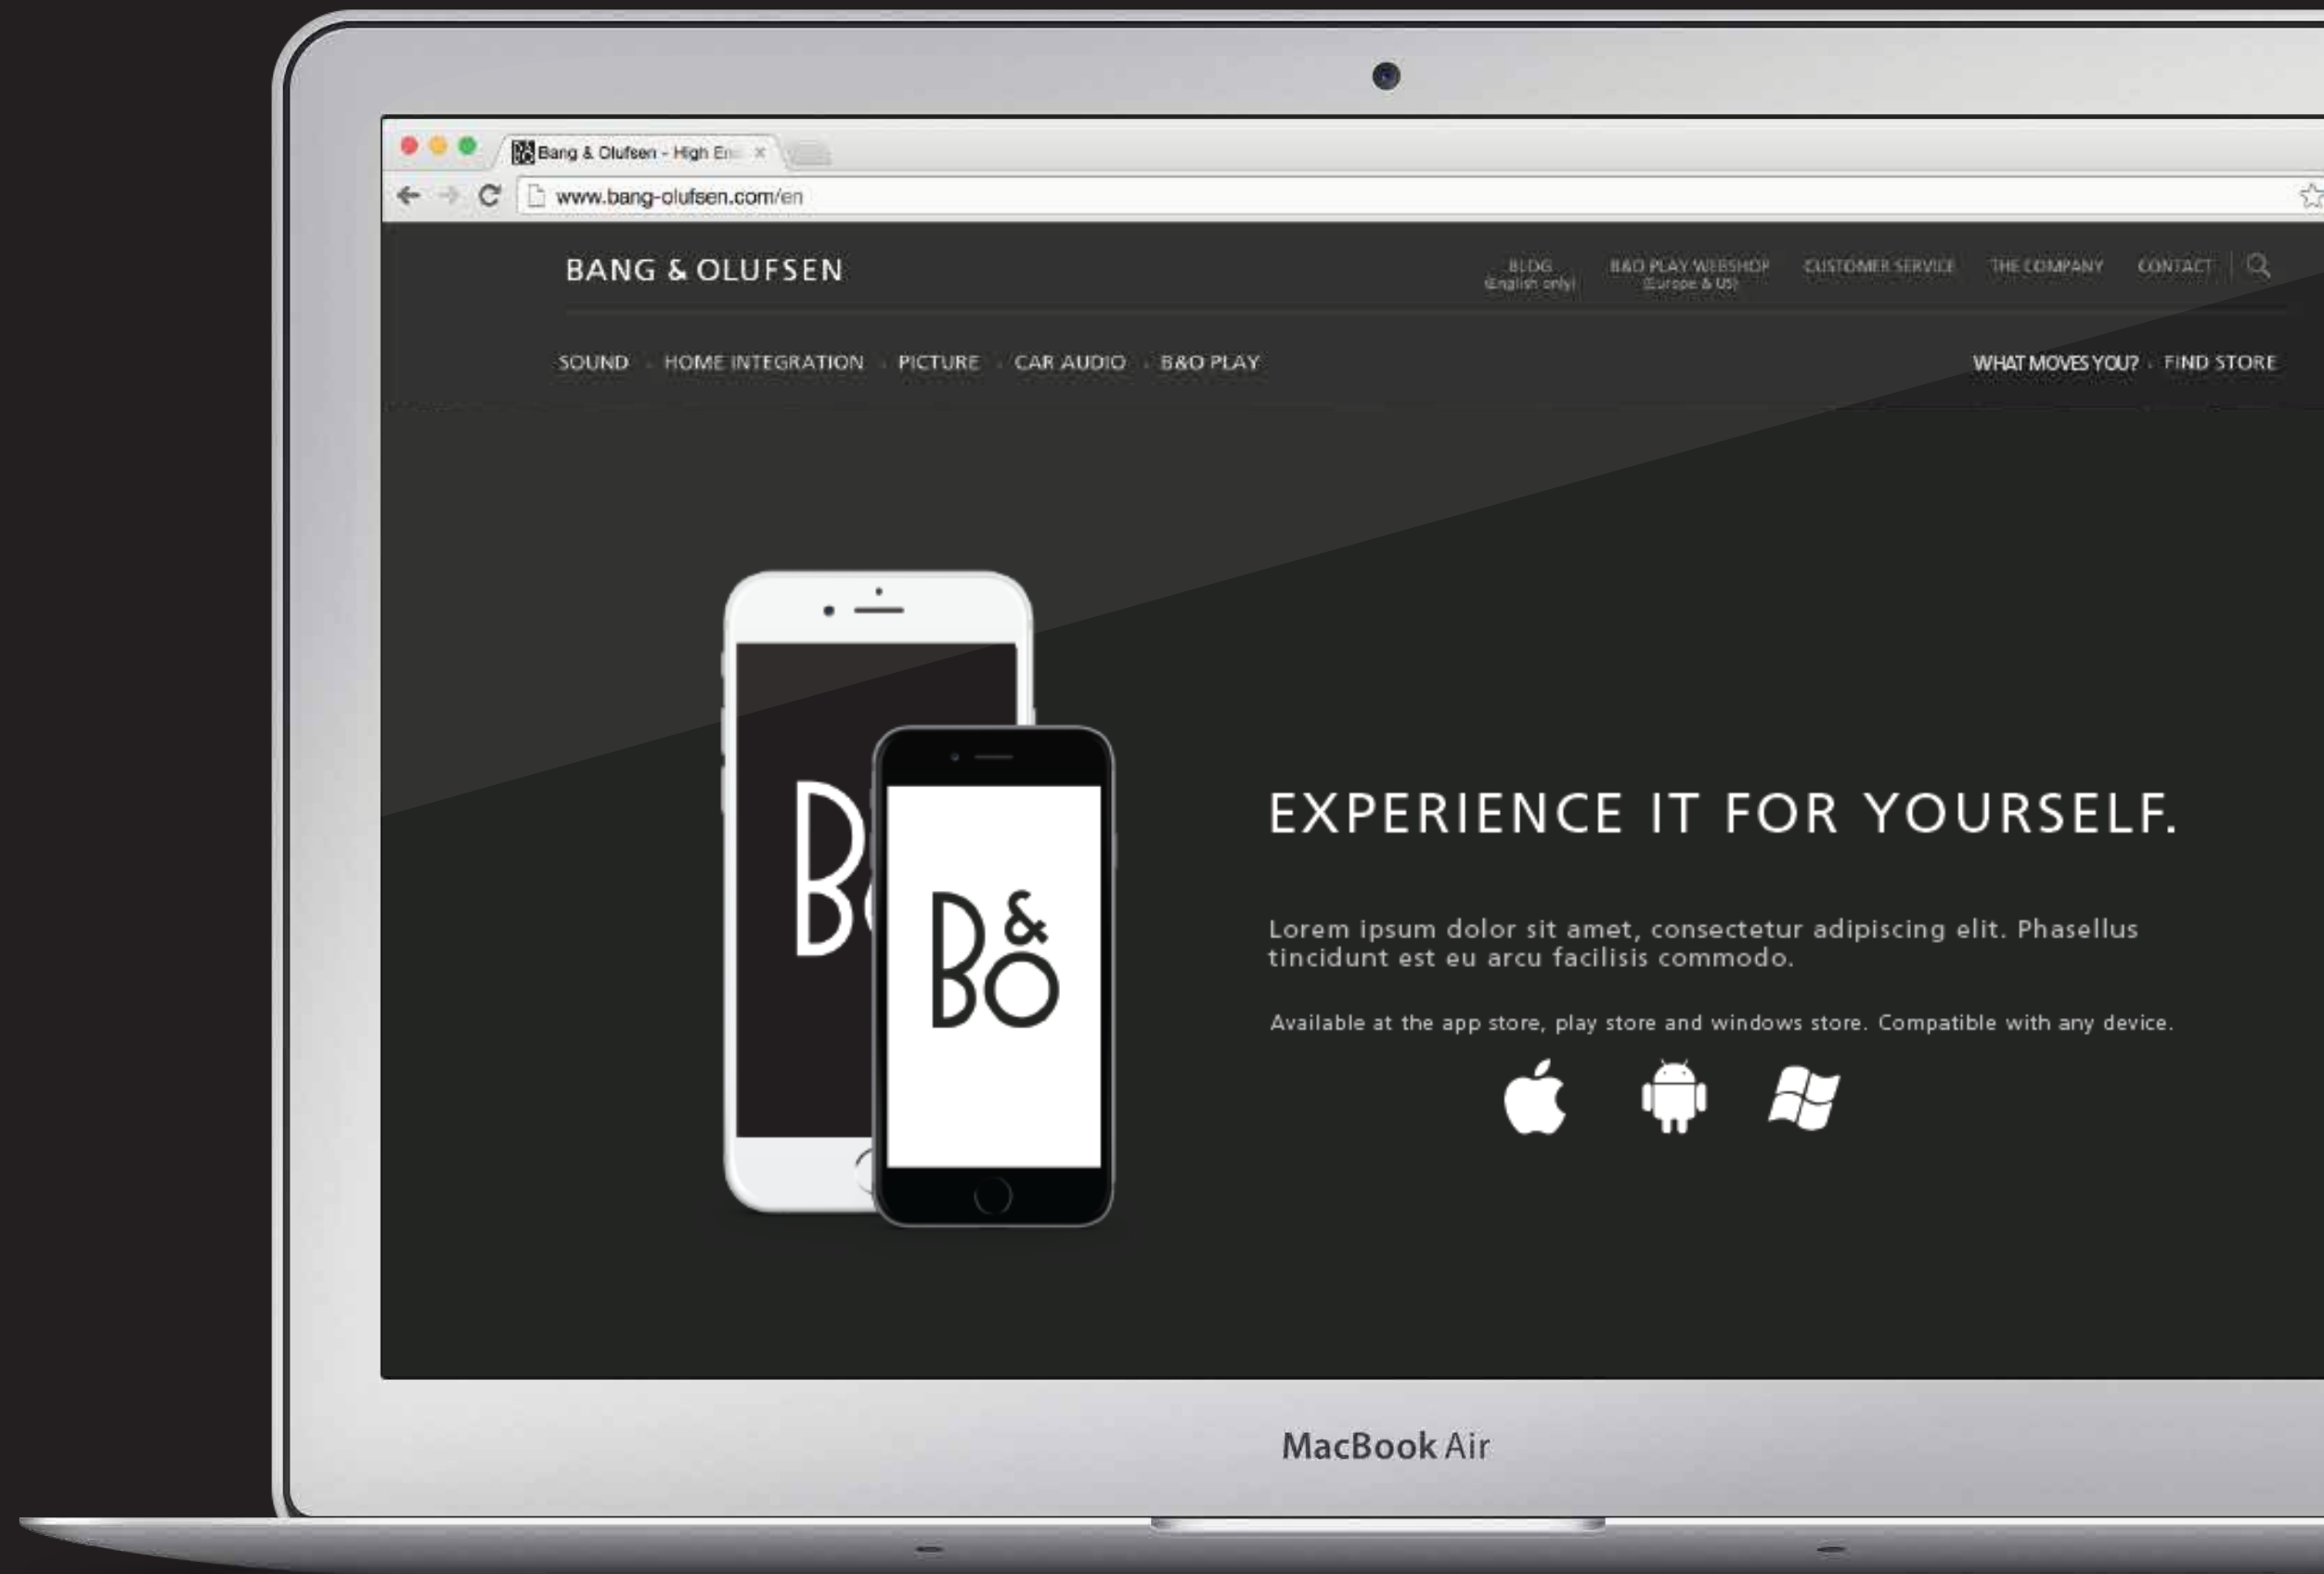 Bang & Olufsen - High En
www.bang-olufsen.com/en
BANG & OLUFSEN
BLOG
(English only)
B&O PLAY WEBSHOP
(Europe & US)
CUSTOMER SERVICE
THE COMPANY
CONTACT
SOUND HOME INTEGRATION PICTURE CAR AUDIO B&O PLAY
WHAT MOVES YOU? FIND STORE
B
B&O
EXPERIENCE IT FOR YOURSELF.
Lorem ipsum dolor sit amet, consectetur adipiscing elit. Phasellus
tincidunt est eu arcu facilisis commodo.
Available at the app store, play store and windows store. Compatible with any device.
MacBook Air